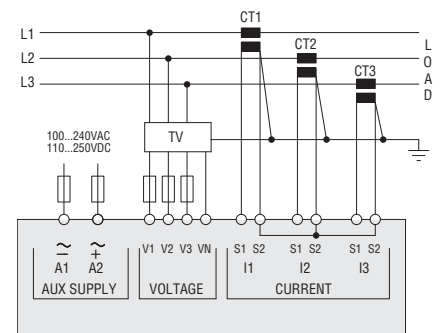 CT1
L1
CT2
L2
CT3
L3
LOAD
100...240VAC
110...250VDC
TV
V1 V2 V3 VN
S1 S2 S1 S2 S1 S2
A1 A2
I1 I2 I3
AUX SUPPLY VOLTAGE CURRENT